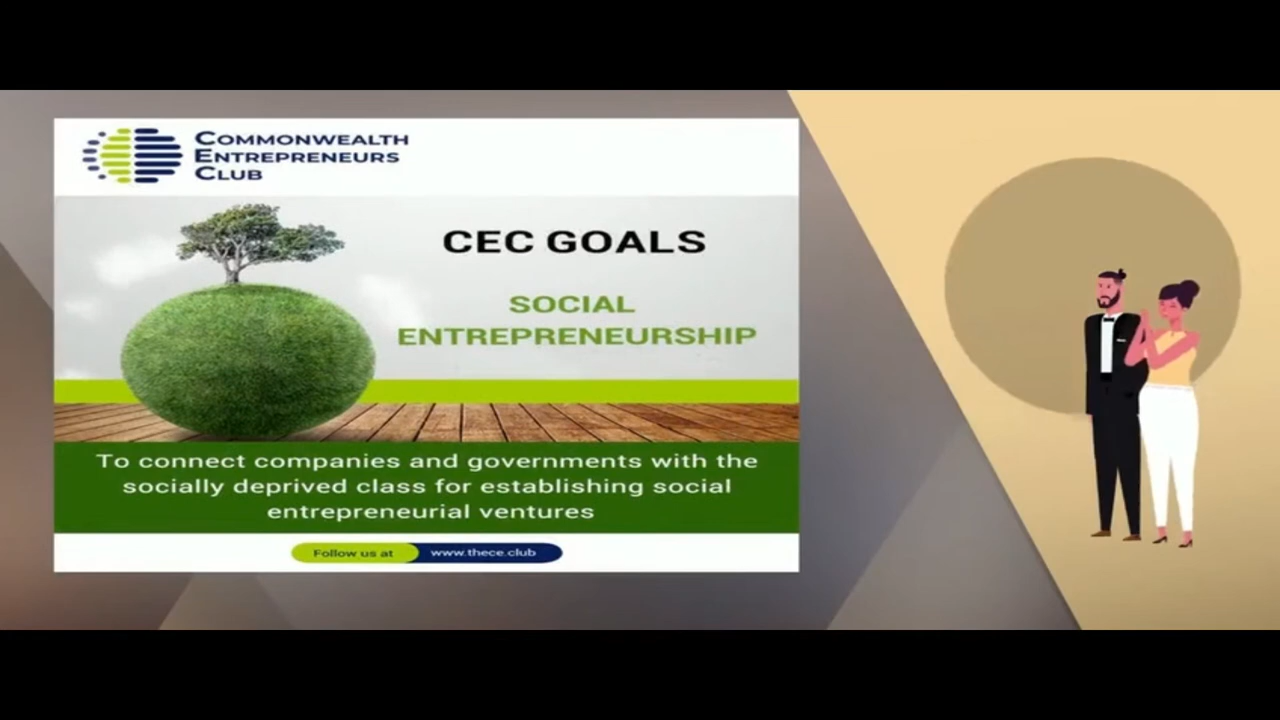 COMMONWEALTH
ENTREPRENEURS
CLUB
CEC GOALS
SOCIAL
ENTREPRENEURSHIP
To connect companies and governments with the
socially deprived class for establishing social
entrepreneurial ventures
Follow us at www.thece.club